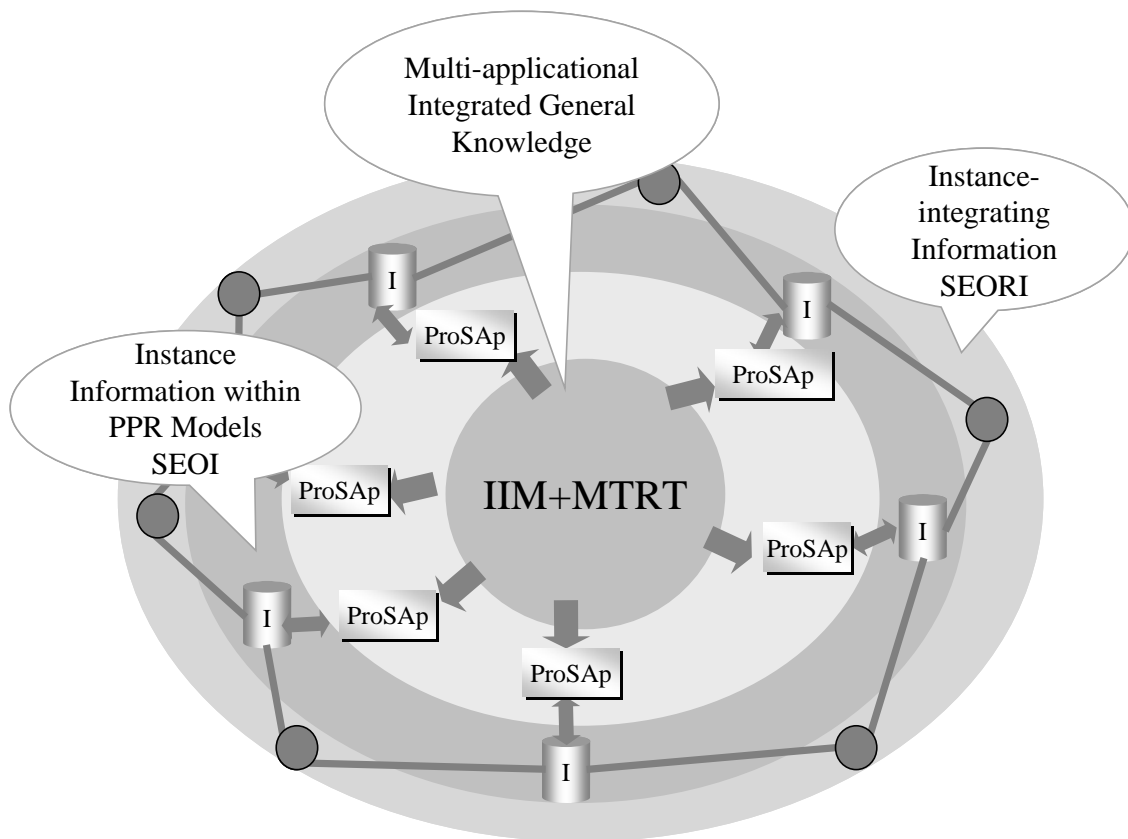 Multi-applicational
Integrated General
Knowledge
Instance-
integrating
Information
SEORI
I
I
ProSAp
ProSAp
Instance
Information within
PPR Models
SEOI
ProSAp
IIM+MTRT
ProSAp
I
I
ProSAp
ProSAp
I